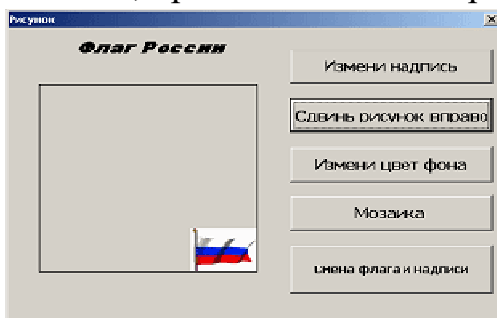 Рисунок
Флаг России
Измени надпись
Сдвинь рисунок вправо
Измени цвет фона
Мозаика
Смена флага и надписи